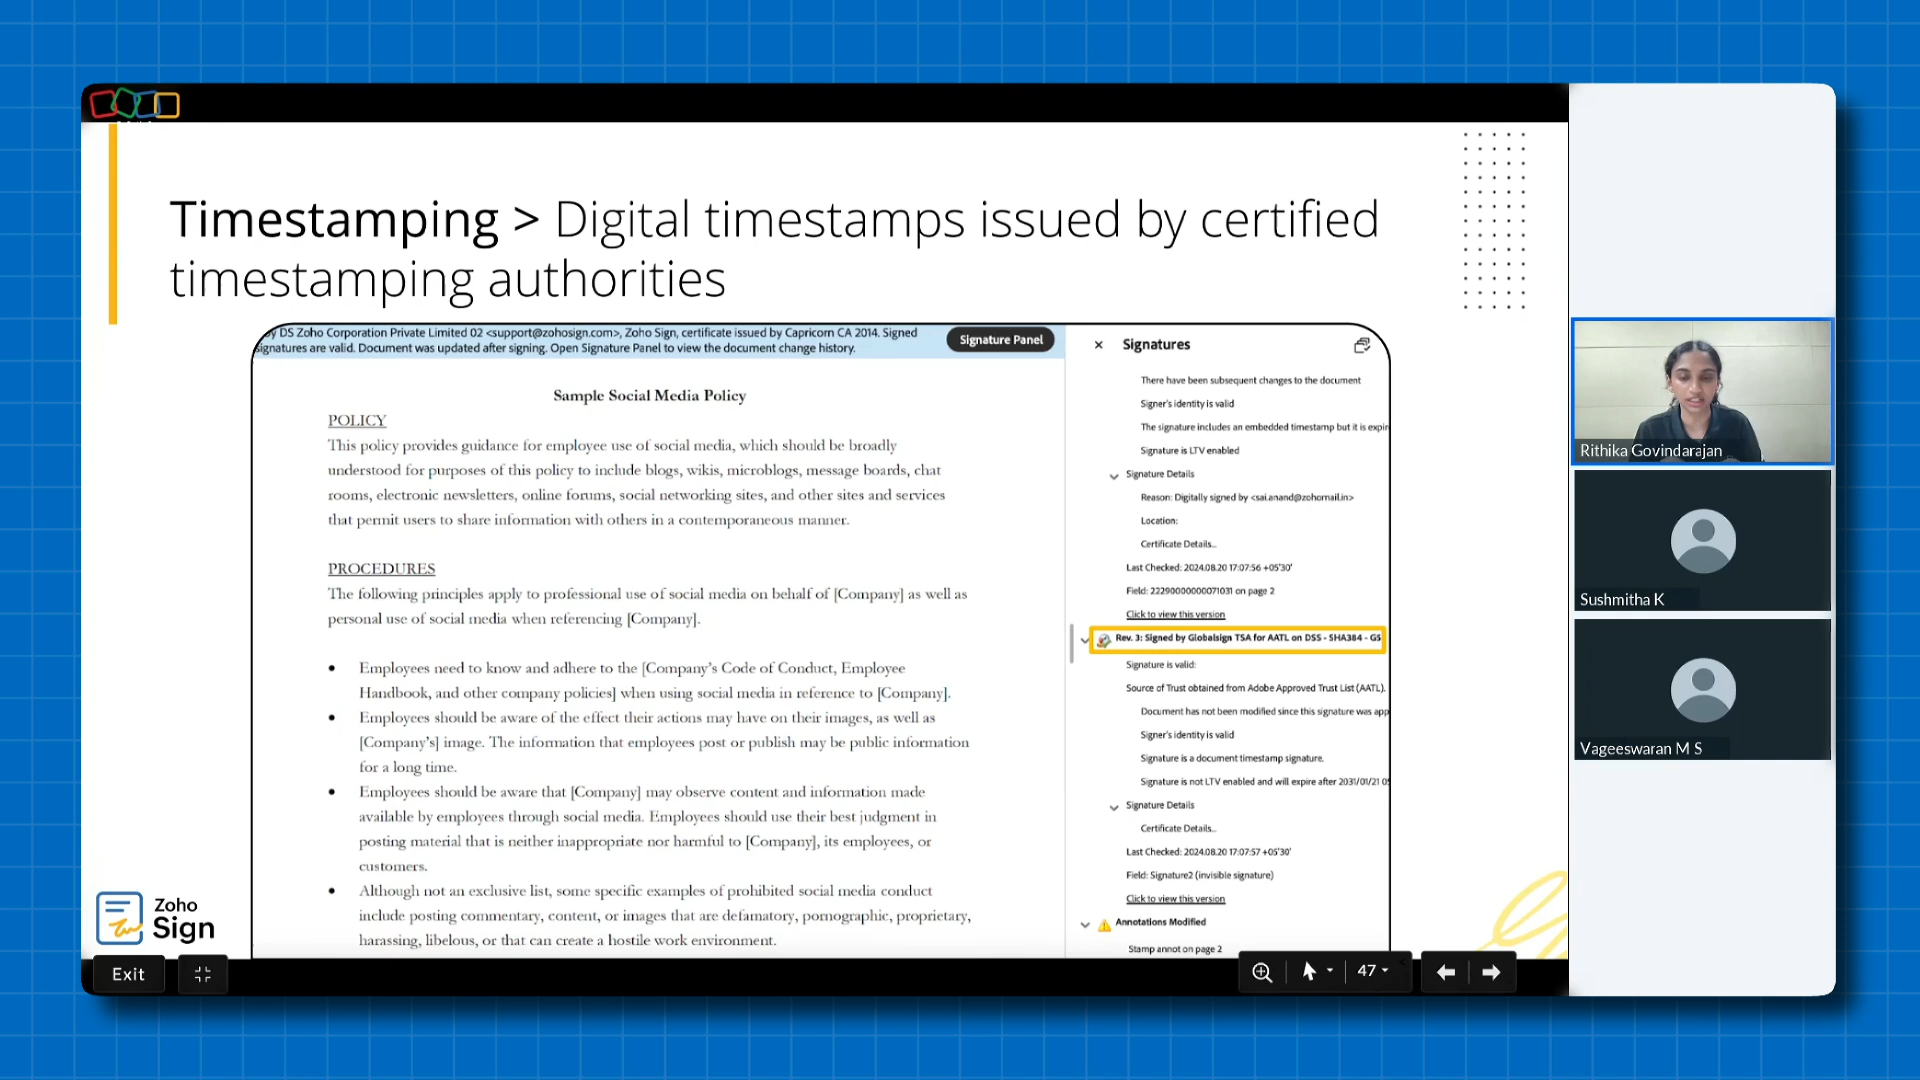 Timestamping > Digital timestamps issued by certified
timestamping authorities
by DS Zoho Corporation Private Limited 02 <support@zohosign.com>, Zoho Sign, certificate issued by Capricorn CA 2014. Signed
signatures are valid. Document was updated after signing. Open Signature Panel to view the document change history.
Signature Panel
Sample Social Media Policy
POLICY
This policy provides guidance for employee use of social media, which should be broadly
understood for purposes of this policy to include blogs, wikis, microblogs, message boards, chat
rooms, electronic newsletters, online forums, social networking sites, and other sites and services
that permit users to share information with others in a contemporaneous manner.
PROCEDURES
The following principles apply to professional use of social media on behalf of [Company] as well as
personal use of social media when referencing [Company].
• Employees need to know and adhere to the [Company's Code of Conduct, Employee
Handbook, and other company policies] when using social media in reference to [Company].
• Employees should be aware of the effect their actions may have on their images, as well as
[Company's] image. The information that employees post or publish may be public information
for a long time.
• Employees should be aware that [Company] may observe content and information made
available by employees through social media. Employees should use their best judgment in
posting material that is neither inappropriate nor harmful to [Company], its employees, or
customers.
• Although not an exclusive list, some specific examples of prohibited social media conduct
include posting commentary, content, or images that are defamatory, pornographic, proprietary,
harassing, libelous, or that can create a hostile work environment.
Signatures
There have been subsequent changes to the document
Signer's identity is valid
The signature includes an embedded timestamp but it is expir
Signature is LTV enabled
Signature Details
Reason: Digitally signed by <sai.anand@zohomail.in>
Location:
Certificate Details...
Last Checked: 2024.08.20 17:07:56 +05'30'
Field: 22290000000071031 on page 2
Click to view this version
Rev. 3: Signed by Globalsign TSA for AATL on DSS - SHA384 - G5
Signature is valid:
Source of Trust obtained from Adobe Approved Trust List (AATL).
Document has not been modified since this signature was app
Signer's identity is valid
Signature is a document timestamp signature.
Signature is not LTV enabled and will expire after 2031/01/21 05
Signature Details
Certificate Details...
Last Checked: 2024.08.20 17:07:57 +05'30'
Field: Signature2 (invisible signature)
Click to view this version
Annotations Modified
Stamp annot on page 2
Zoho
Sign
Exit
47
Rithika Govindarajan
Sushmitha K
Vageeswaran M S